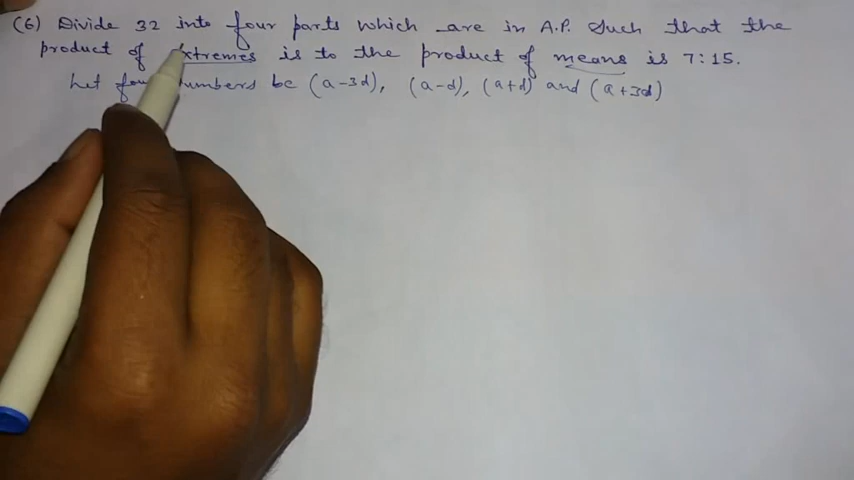 (6) Divide 32 into four parts which are in A.P. Such that the
product of extremes is to the product of means is 7:15.
Let four numbers be (a-3d), (a-d), (a+d) and (a+3d)